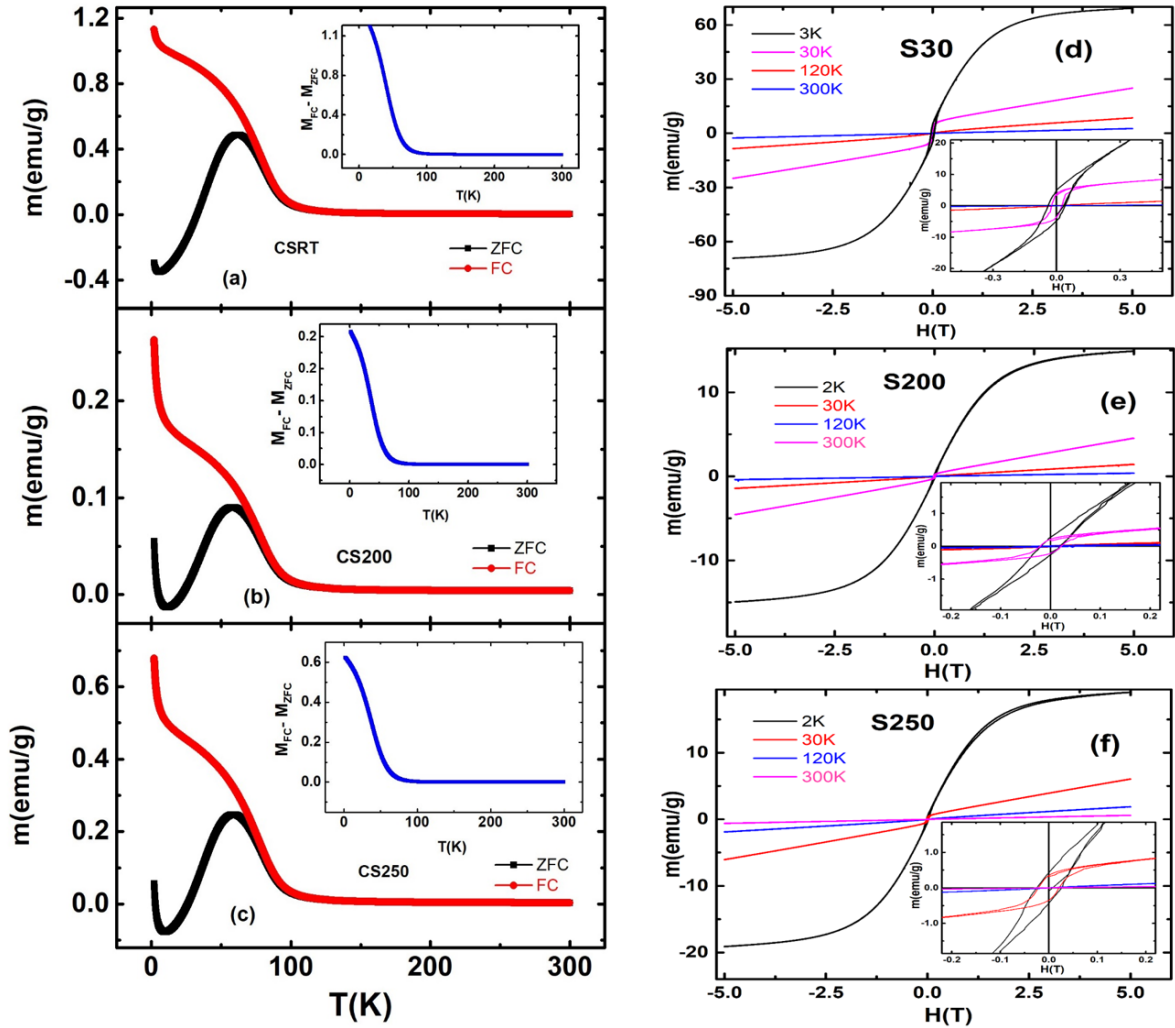 1.2
0.8
0.4
0.0
-0.4
m(emu/g)
1.1
0.8
0.4
0.0
M_FC - M_ZFC
0 100 200 300
T(K)
CSRT
ZFC
FC
(a)
0.2
0.1
0.0
m(emu/g)
0.2
0.2
0.1
0.1
0.0
M_FC - M_ZFC
0 100 200 300
T(K)
CS200
ZFC
FC
(b)
0.6
0.4
0.2
0.0
m(emu/g)
0.6
0.4
0.2
0.0
M_FC - M_ZFC
0 100 200 300
T(K)
CS250
ZFC
FC
(c)
0 100 200 300
T(K)
70
60
30
0
-30
-60
-90
m(emu/g)
3K
30K
120K
300K
S30
(d)
20
10
0
-10
-20
m(emu/g)
-0.3 0.0 0.3
H(T)
-5.0 -2.5 0.0 2.5 5.0
H(T)
10
0
-10
m(emu/g)
2K
30K
120K
300K
S200
(e)
1
0
-1
m(emu/g)
-0.2 -0.1 0.0 0.1 0.2
H(T)
-5.0 -2.5 0.0 2.5 5.0
H(T)
10
0
-10
-20
m(emu/g)
2K
30K
120K
300K
S250
(f)
1.0
0.0
-1.0
m(emu/g)
-0.2 -0.1 0.0 0.1 0.2
H(T)
-5.0 -2.5 0.0 2.5 5.0
H(T)